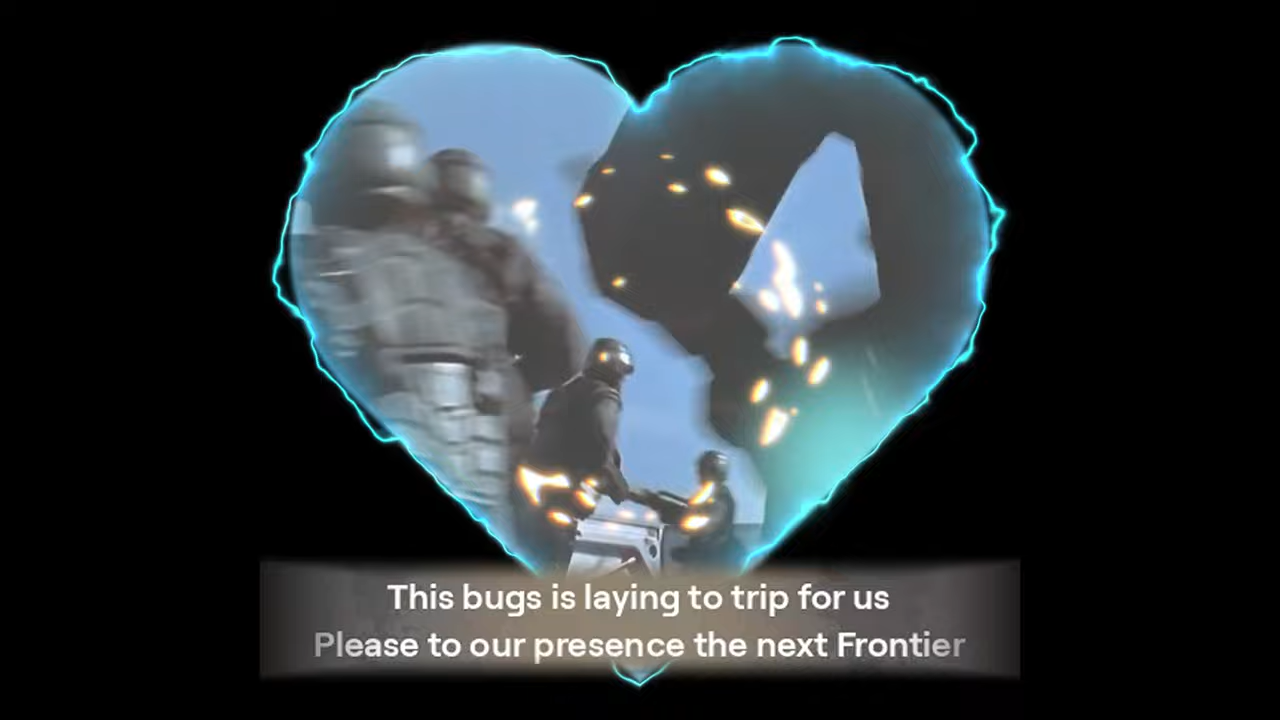 This bugs is laying to trip for us
Please to our presence the next Frontier